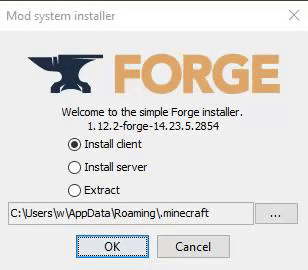 Mod system installer
FORGE
Welcome to the simple Forge installer.
1.12.2-forge-14.23.5.2854
Install client
Install server
Extract
C:\Users\w\AppData\Roaming\.minecraft
...
OK
Cancel